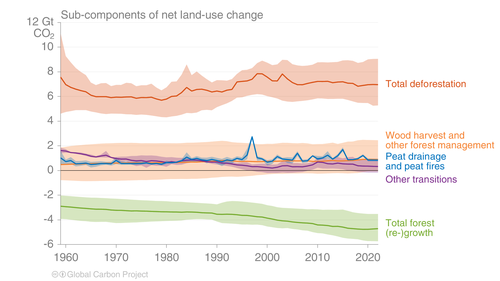 Sub-components of net land-use change
12 Gt
CO₂
10
8
6
4
2
0
-2
-4
-6
Total deforestation
Wood harvest and
other forest management
Peat drainage
and peat fires
Other transitions
Total forest
(re-)growth
1960 1970 1980 1990 2000 2010 2020
Global Carbon Project